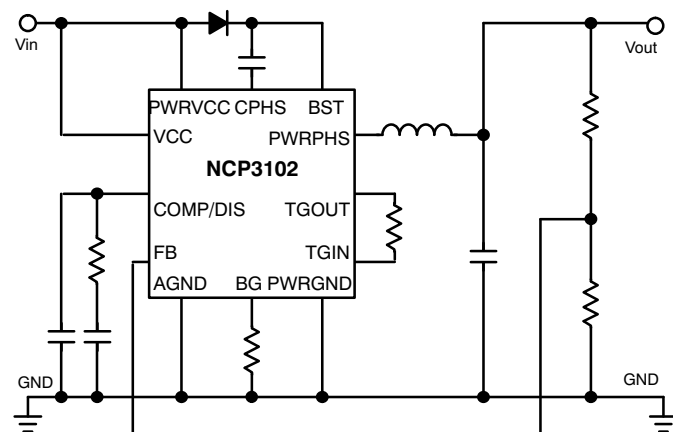 Vin
Vout
PWRVCC CPHS BST
VCC PWRPHS
NCP3102
COMP/DIS TGOUT
FB TGIN
AGND BG PWRGND
GND GND